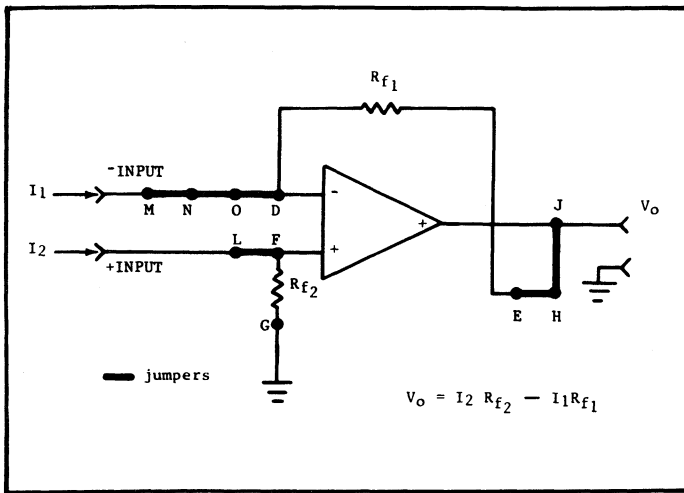 Rf1
-INPUT
I1
M N O D
-
J
Vo
+
I2
L F
+
+INPUT
Rf2
E H
G
jumpers
Vo = I2 Rf2 — I1Rf1